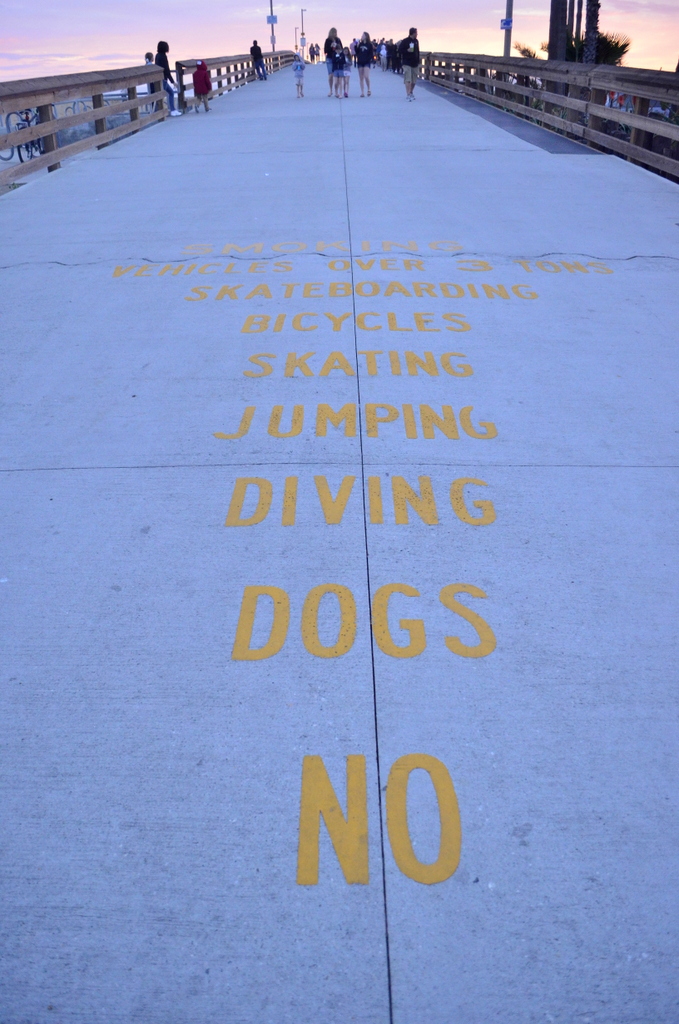 NO
DOGS
DIVING
JUMPING
SKATING
BICYCLES
SKATEBOARDING
VEHICLES OVER 3 TONS
SMOKING